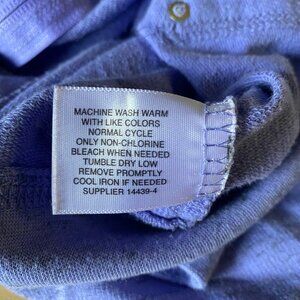 MACHINE WASH WARM
WITH LIKE COLORS
NORMAL CYCLE
ONLY NON-CHLORINE
BLEACH WHEN NEEDED
TUMBLE DRY LOW
REMOVE PROMPTLY
COOL IRON IF NEEDED
SUPPLIER 14439-4